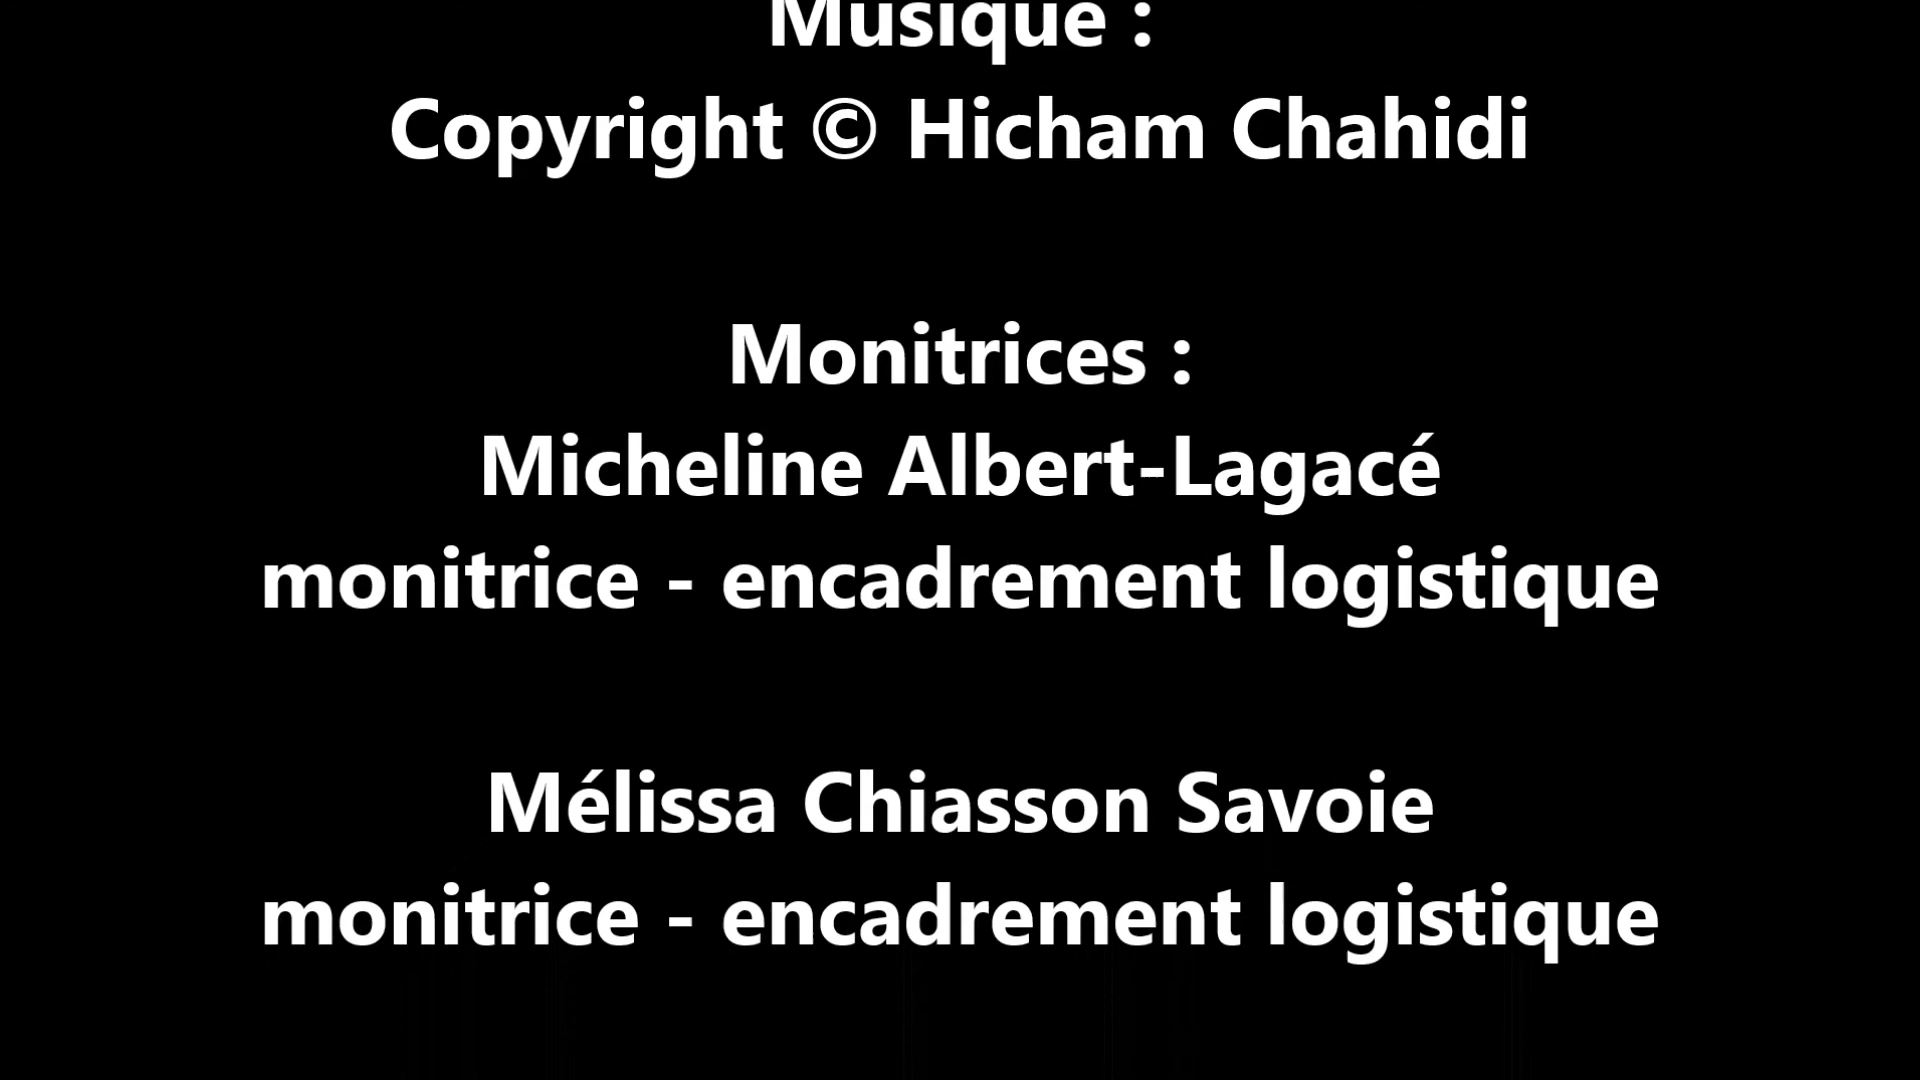 Musique :
Copyright © Hicham Chahidi
Monitrices :
Micheline Albert-Lagacé
monitrice - encadrement logistique
Mélissa Chiasson Savoie
monitrice - encadrement logistique